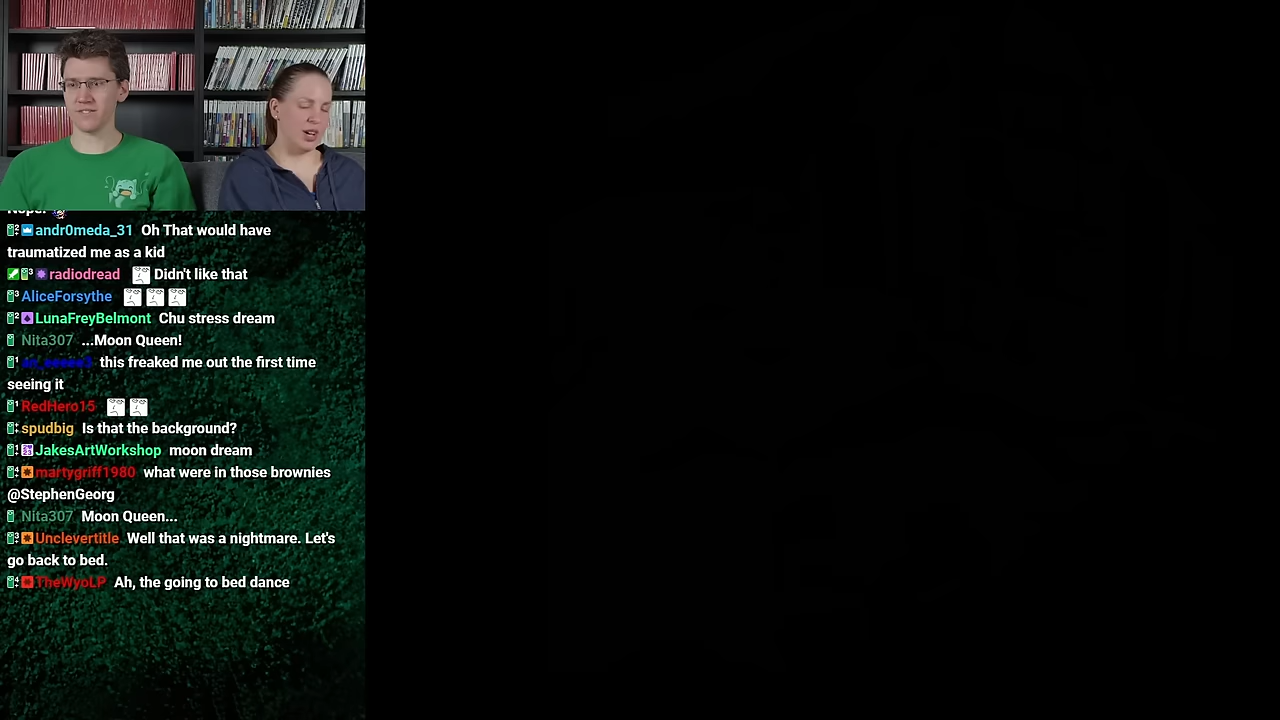 Nope!
andr0meda_31 Oh That would have
traumatized me as a kid
radiodread Didn't like that
AliceForsythe
LunaFreyBelmont Chu stress dream
Nita307 ...Moon Queen!
this freaked me out the first time
seeing it
RedHero15
spudbig Is that the background?
JakesArtWorkshop moon dream
martygriff1980 what were in those brownies
@StephenGeorg
Nita307 Moon Queen...
Unclevertitle Well that was a nightmare. Let's
go back to bed.
TheWyoLP Ah, the going to bed dance